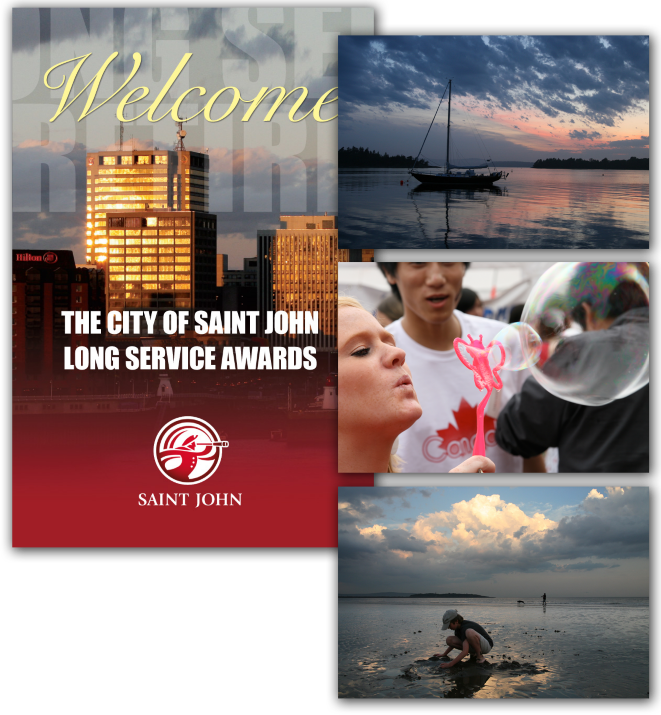 Welcome
Hilton
THE CITY OF SAINT JOHN
LONG SERVICE AWARDS
SAINT JOHN